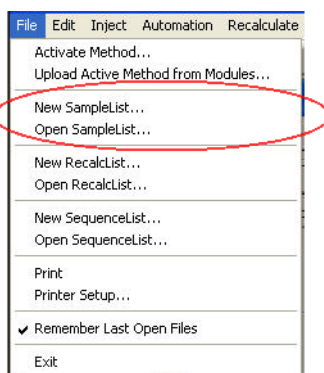 File Edit Inject Automation Recalculate
Activate Method...
Upload Active Method from Modules...
New SampleList...
Open SampleList...
New RecalcList...
Open RecalcList...
New SequenceList...
Open SequenceList...
Print
Printer Setup...
✔ Remember Last Open Files
Exit